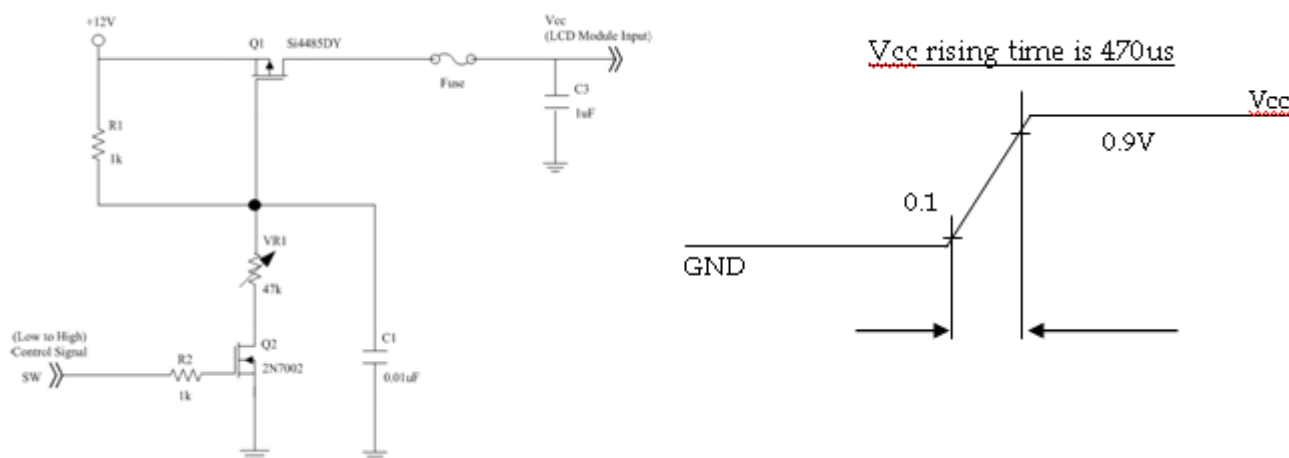 +12V
Q1
Si4485DY
Vcc
(LCD Module Input)
Fuse
C3
1uF
R1
1k
VR1
47k
(Low to High)
Control Signal
SW
R2
1k
Q2
2N7002
C1
0.01uF
Vcc rising time is 470us
Vcc
0.9V
0.1
GND